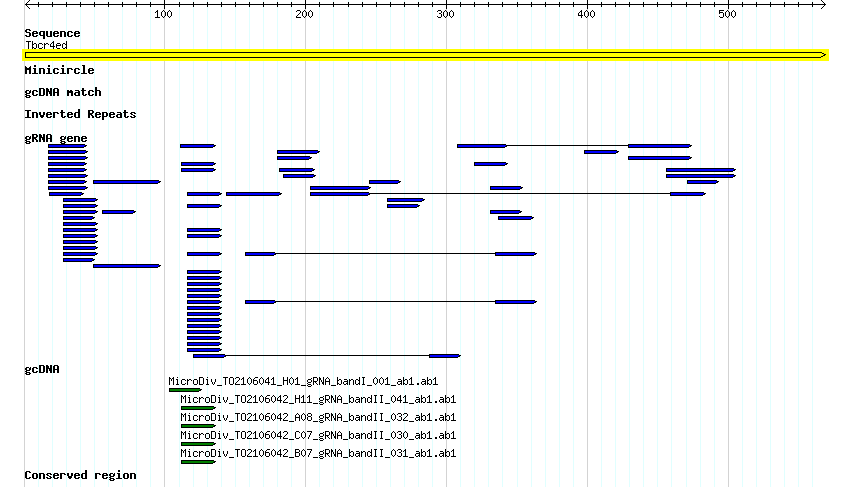 100 200 300 400 500
Sequence
Tbcr4ed
Minicircle
gcDNA match
Inverted Repeats
gRNA gene
gcDNA
MicroDiv_TO2106041_H01_gRNA_bandI_001_ab1.ab1
MicroDiv_TO2106042_H11_gRNA_bandII_041_ab1.ab1
MicroDiv_TO2106042_A08_gRNA_bandII_032_ab1.ab1
MicroDiv_TO2106042_C07_gRNA_bandII_030_ab1.ab1
MicroDiv_TO2106042_B07_gRNA_bandII_031_ab1.ab1
Conserved region